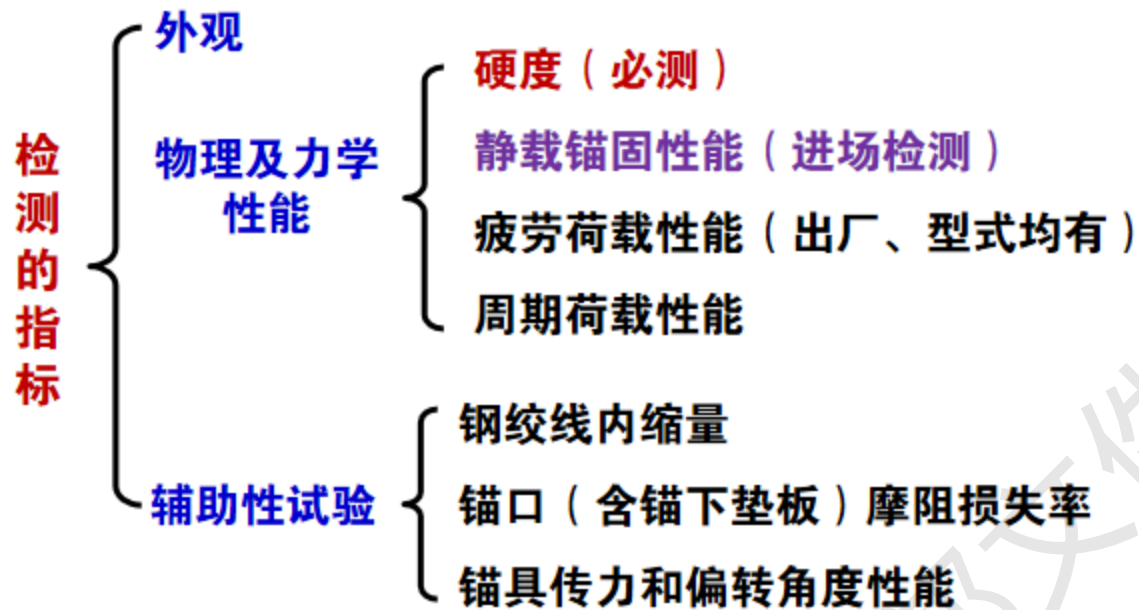 检测的指标
外观
物理及力学
性能
硬度（必测）
静载锚固性能（进场检测）
疲劳荷载性能（出厂、型式均有）
周期荷载性能
辅助性试验
钢绞线内缩量
锚口（含锚下垫板）摩阻损失率
锚具传力和偏转角度性能